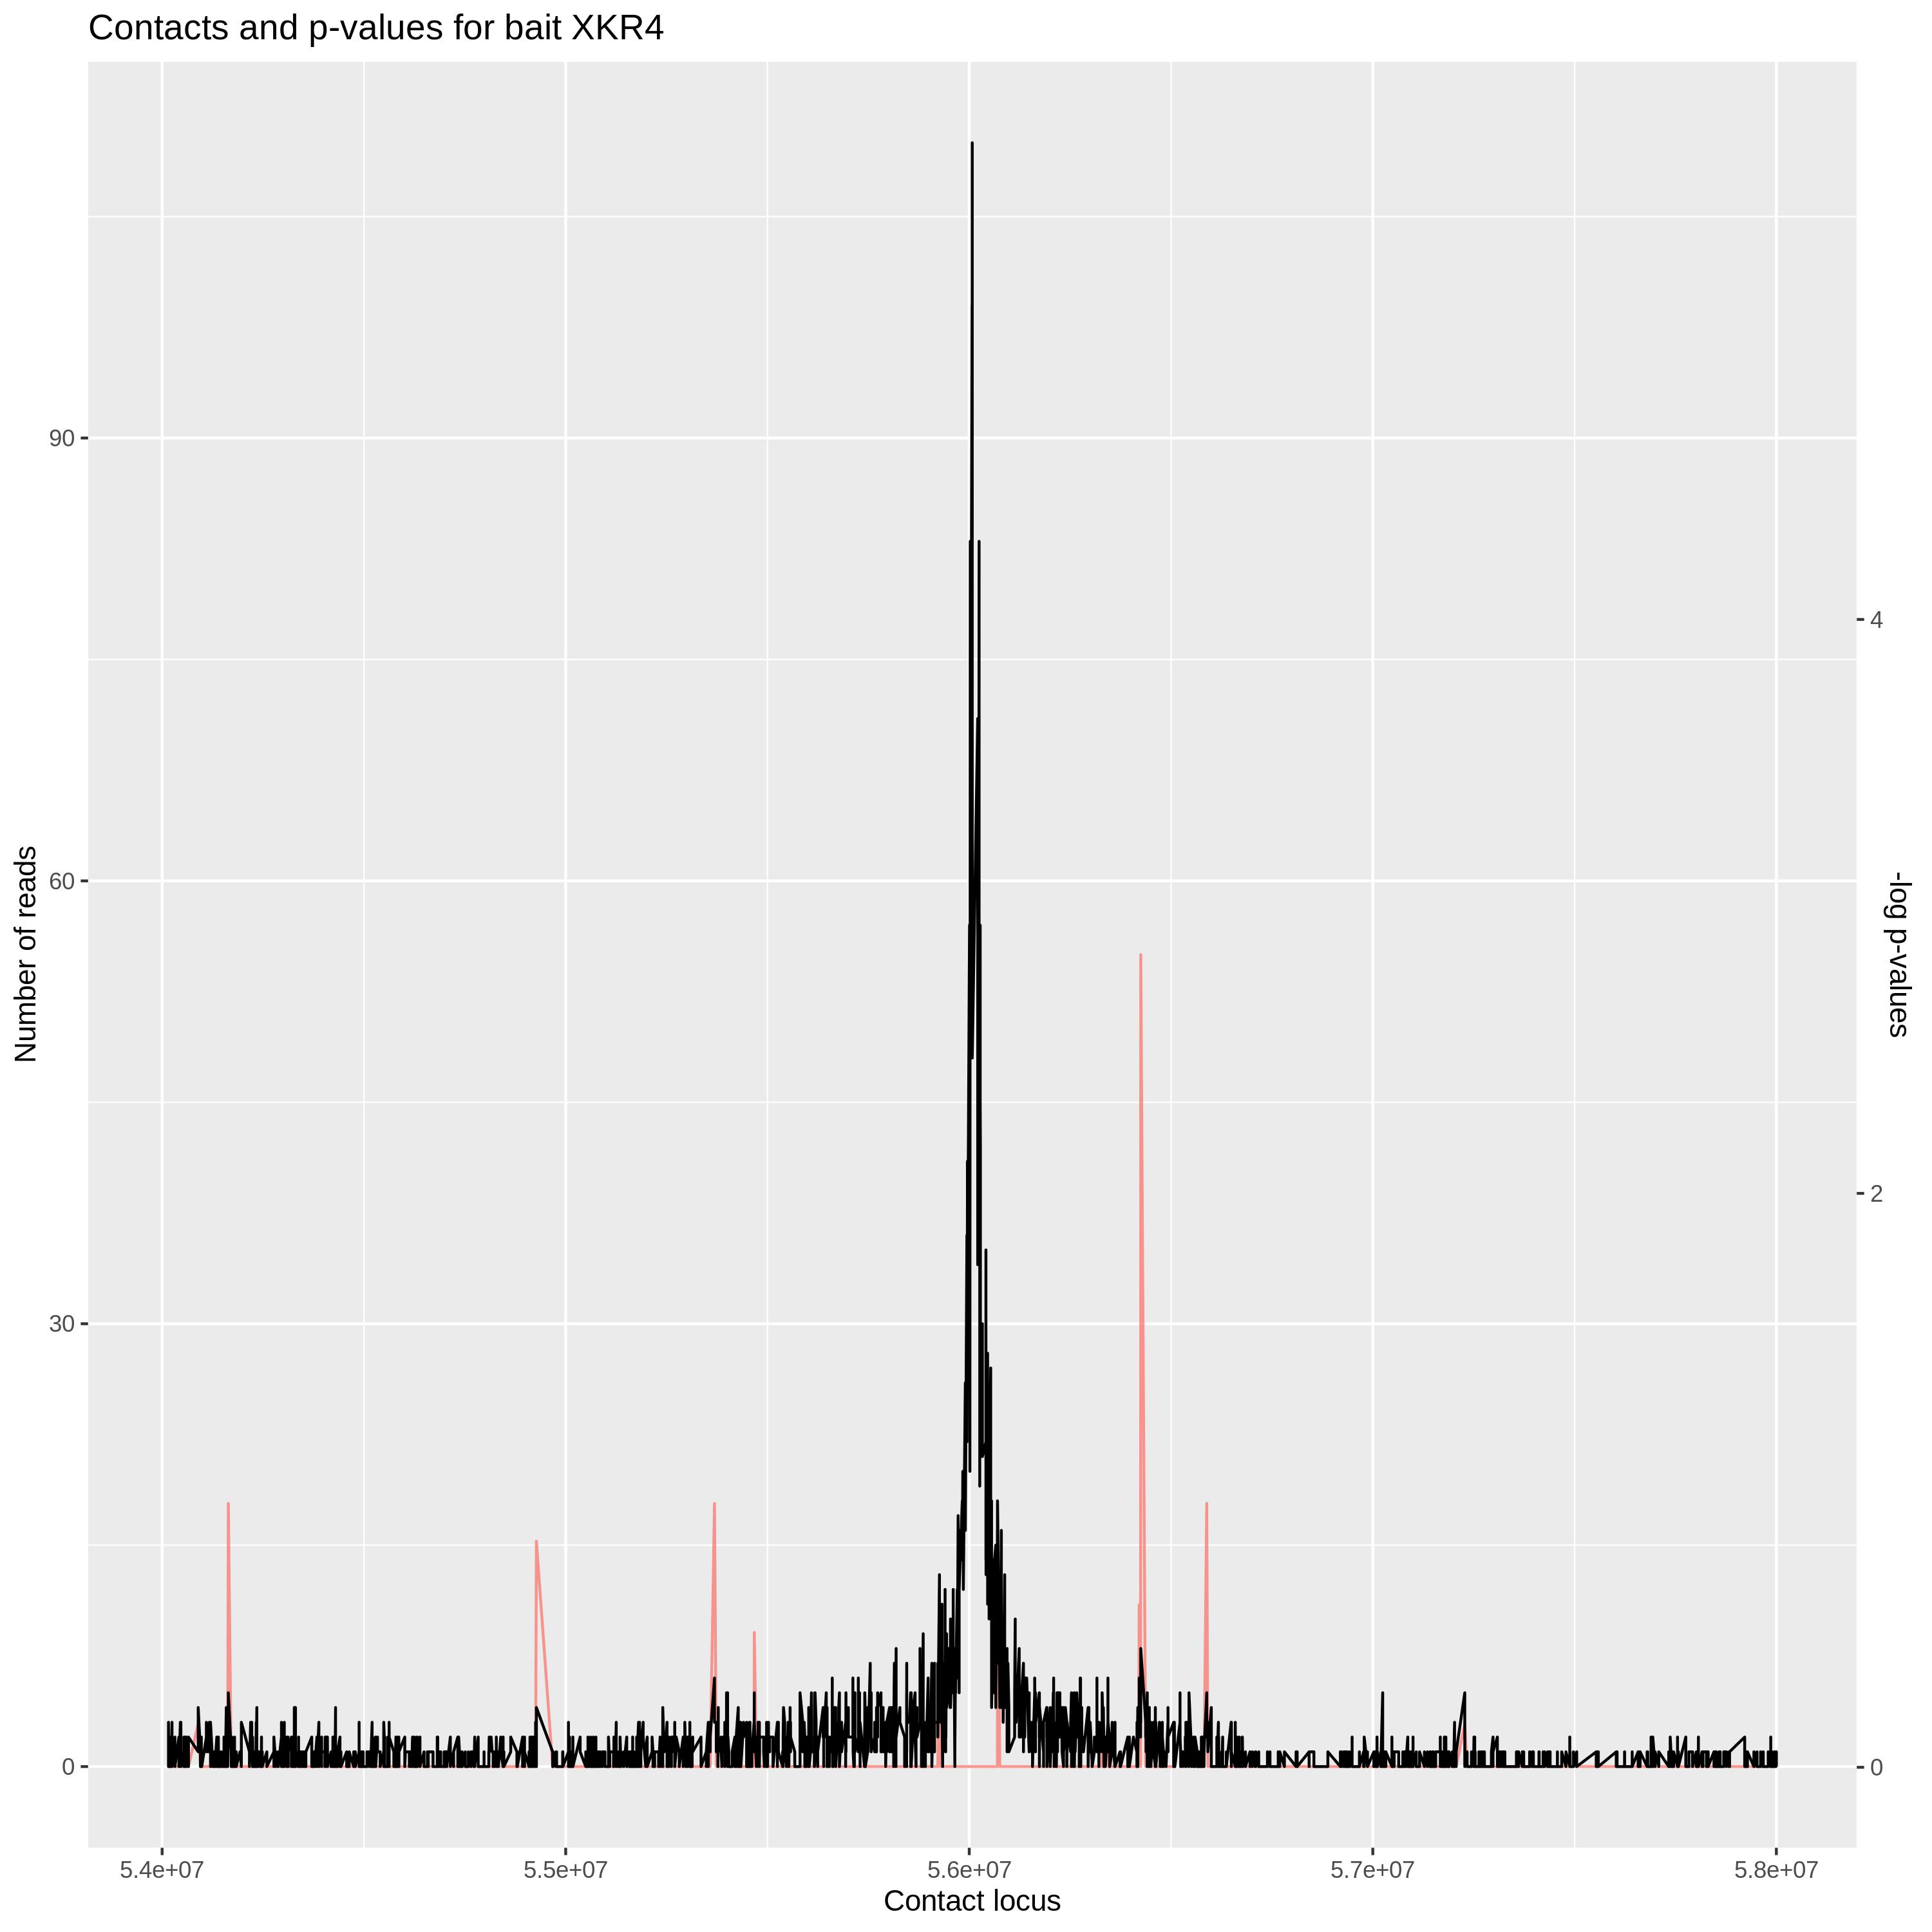 Contacts and p-values for bait XKR4
90
60
30
0
Number of reads
4
2
0
-log p-values
5.4e+07
5.5e+07
5.6e+07
5.7e+07
5.8e+07
Contact locus